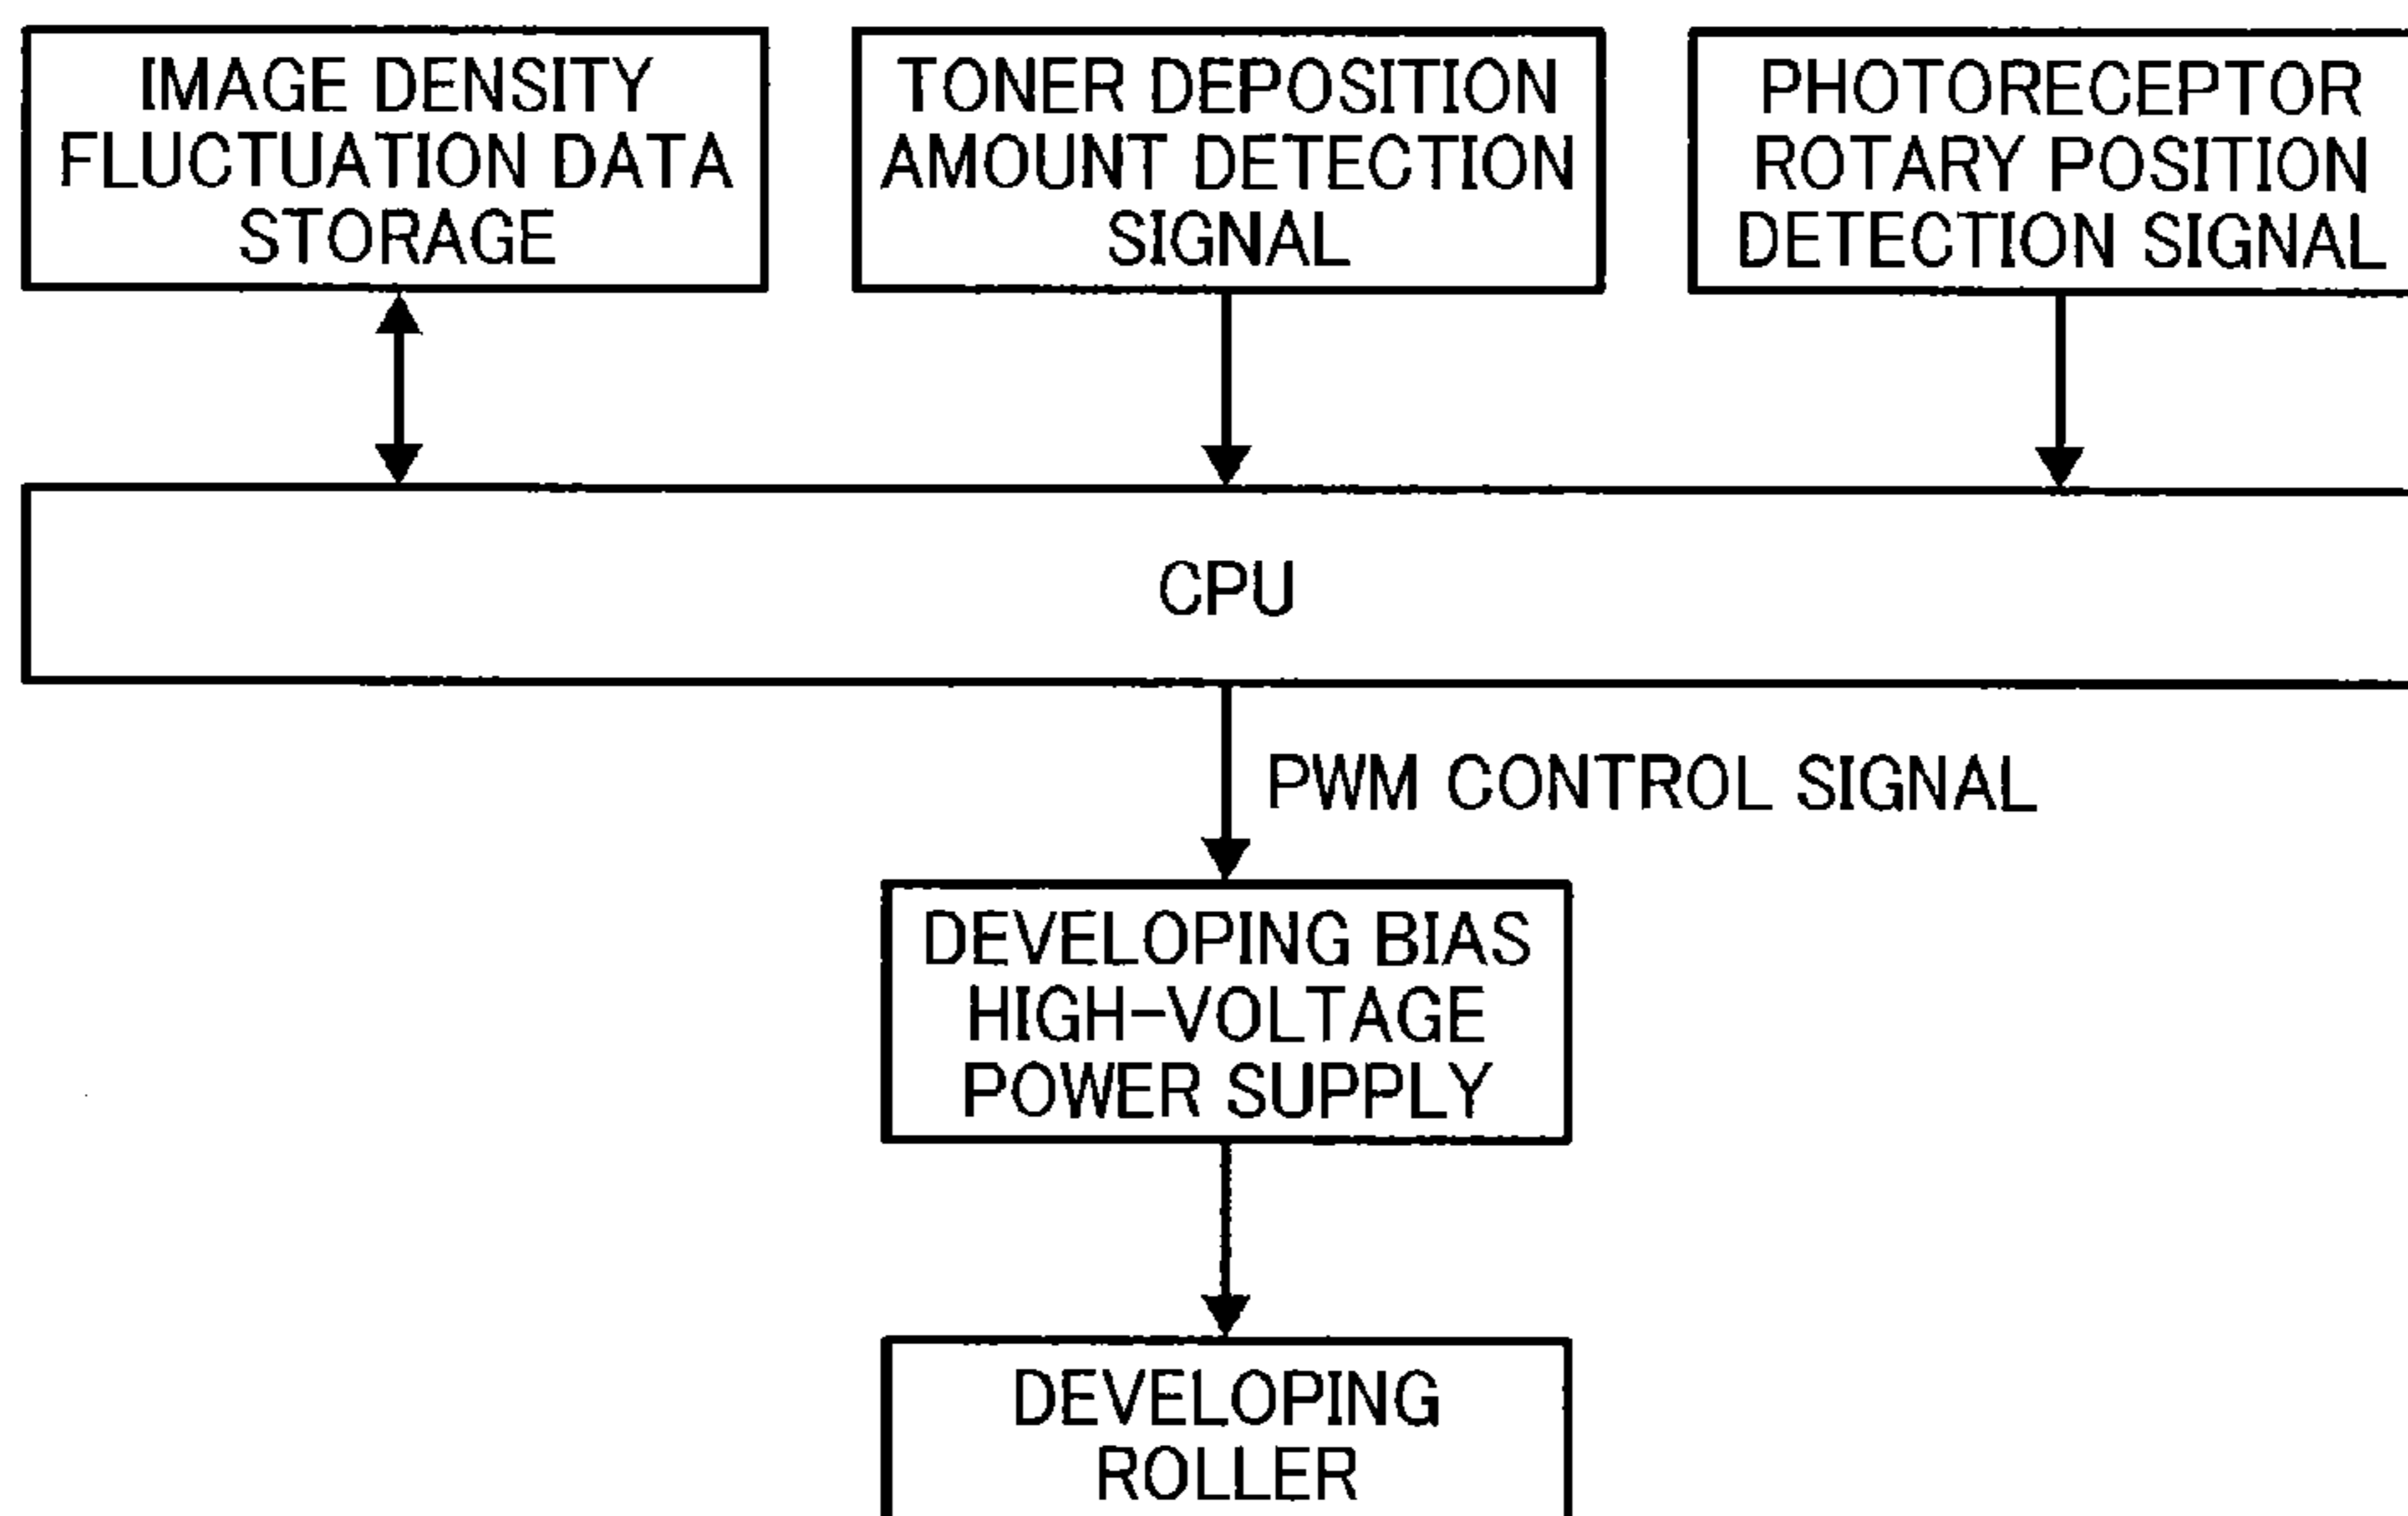 IMAGE DENSITY
FLUCTUATION DATA
STORAGE
TONER DEPOSITION
AMOUNT DETECTION
SIGNAL
PHOTORECEPTOR
ROTARY POSITION
DETECTION SIGNAL
CPU
PWM CONTROL SIGNAL
DEVELOPING BIAS
HIGH-VOLTAGE
POWER SUPPLY
DEVELOPING
ROLLER